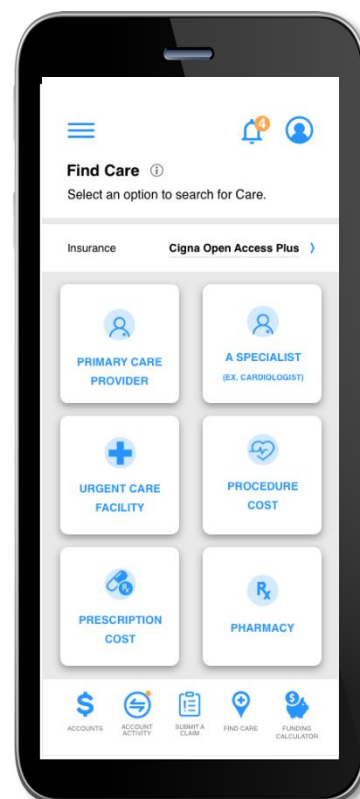 4
Find Care
Select an option to search for Care.
Insurance Cigna Open Access Plus
PRIMARY CARE
PROVIDER
A SPECIALIST
(EX. CARDIOLOGIST)
URGENT CARE
FACILITY
PROCEDURE
COST
PRESCRIPTION
COST
Rx
PHARMACY
ACCOUNTS
ACCOUNT
ACTIVITY
SUBMIT A
CLAIM
FIND CARE
FUNDING
CALCULATOR